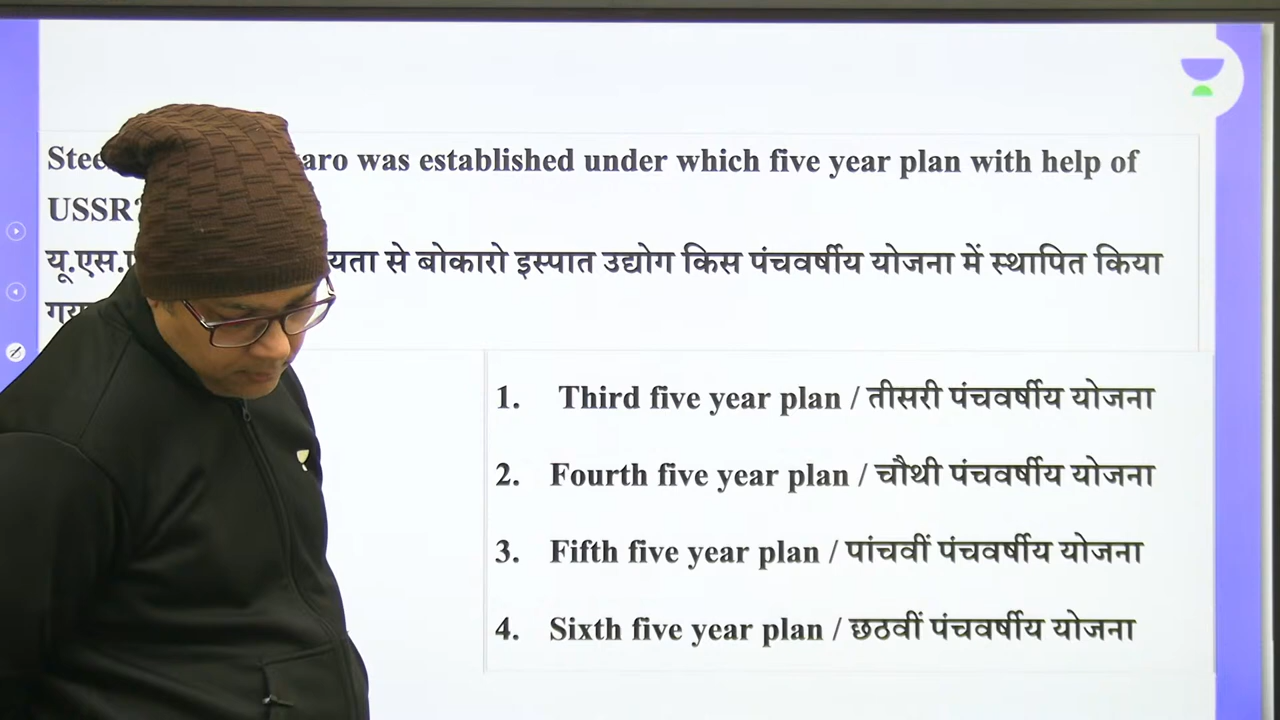 aro was established under which five year plan with help of
USSR
यू.एस. यता से बोकारो इस्पात उद्योग किस पंचवर्षीय योजना में स्थापित किया
1. Third five year plan / तीसरी पंचवर्षीय योजना
2. Fourth five year plan / चौथी पंचवर्षीय योजना
3. Fifth five year plan / पांचवीं पंचवर्षीय योजना
4. Sixth five year plan / छठवीं पंचवर्षीय योजना